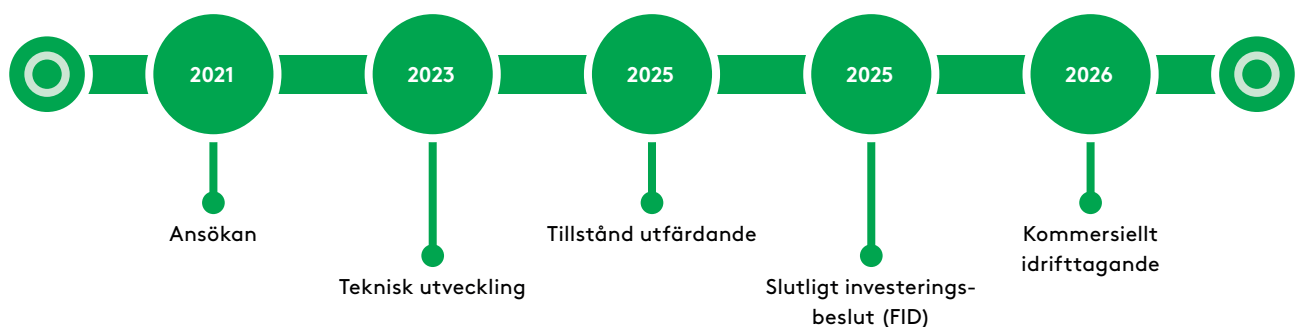 2021
2023
2025
2025
2026
Ansökan
Teknisk utveckling
Tillstånd utfärdande
Slutligt investerings-
beslut (FID)
Kommersiellt
idrifttagande